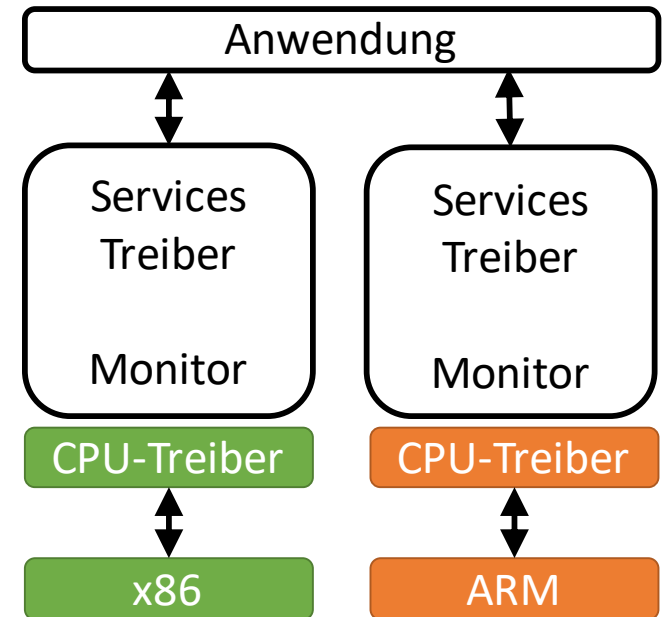 Anwendung
Services
Treiber
Monitor
Services
Treiber
Monitor
CPU-Treiber
CPU-Treiber
x86
ARM